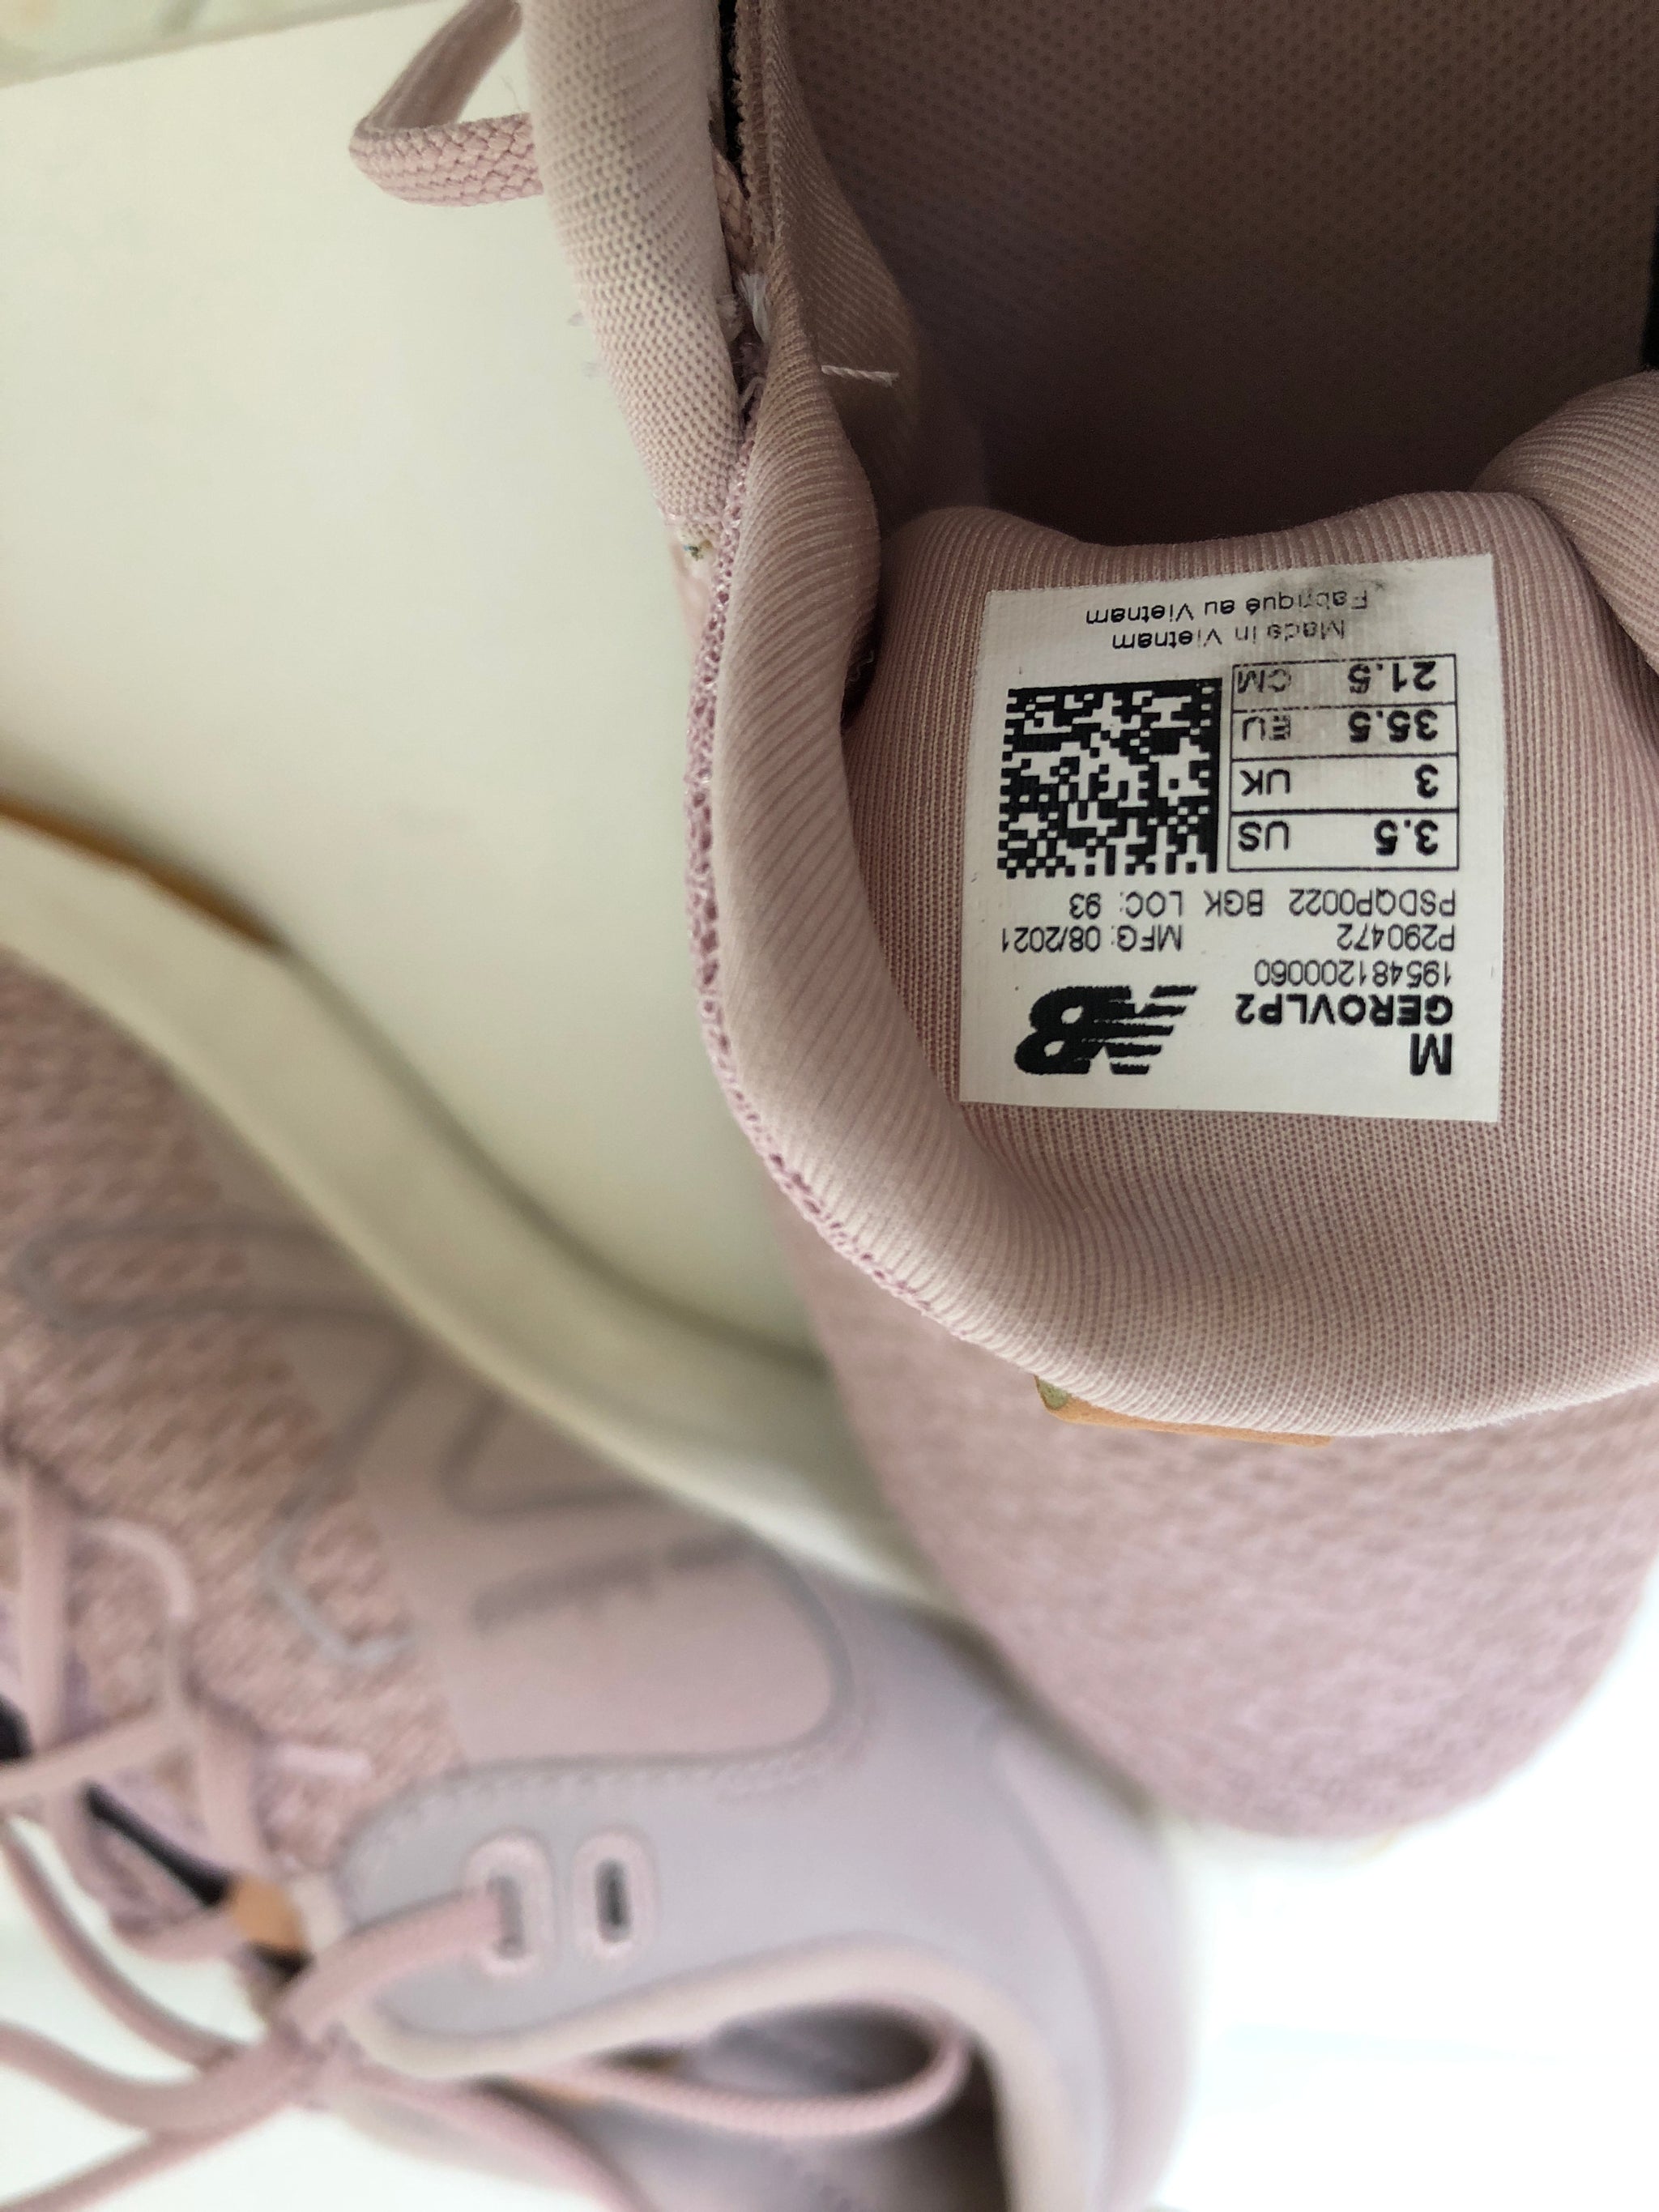 M
GEROVLP2
NB
195481200060
P290472 MFG: 08/2021
PSDQP0022 BGK LOC: 93
3.5 US
3 UK
35.5 EU
21.5 CM
Made in Vietnam
Fabriqué au Vietnam